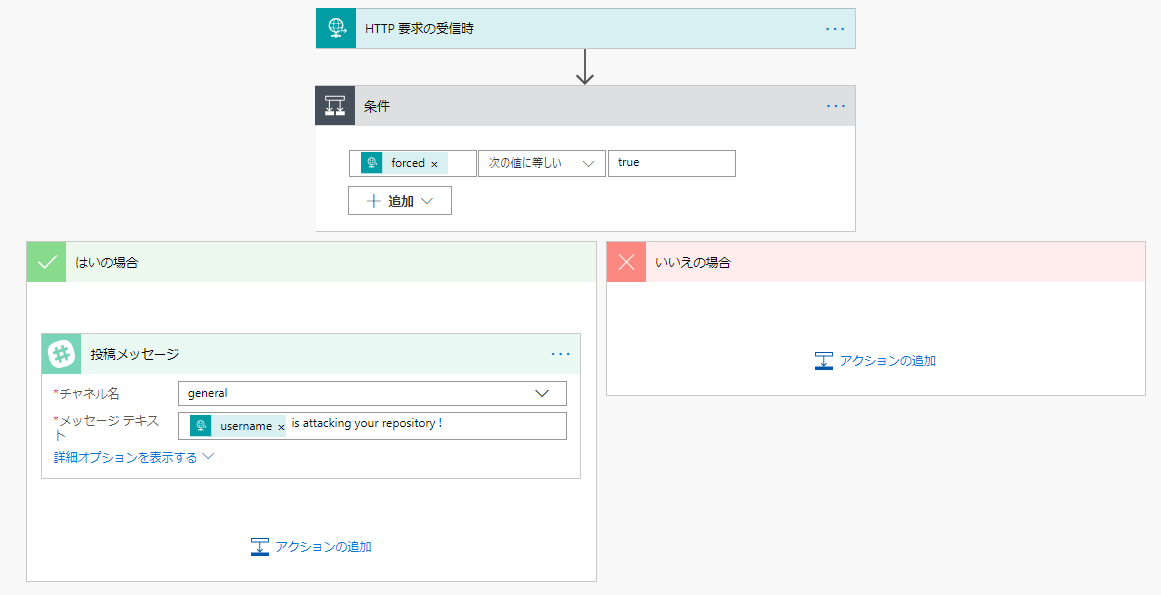 HTTP 要求の受信時
条件
forced × 次の値に等しい true
追加
はいの場合
いいえの場合
投稿メッセージ
アクションの追加
*チャネル名 general
*メッセージ テキス
ト
username × is attacking your repository !
詳細オプションを表示する
アクションの追加